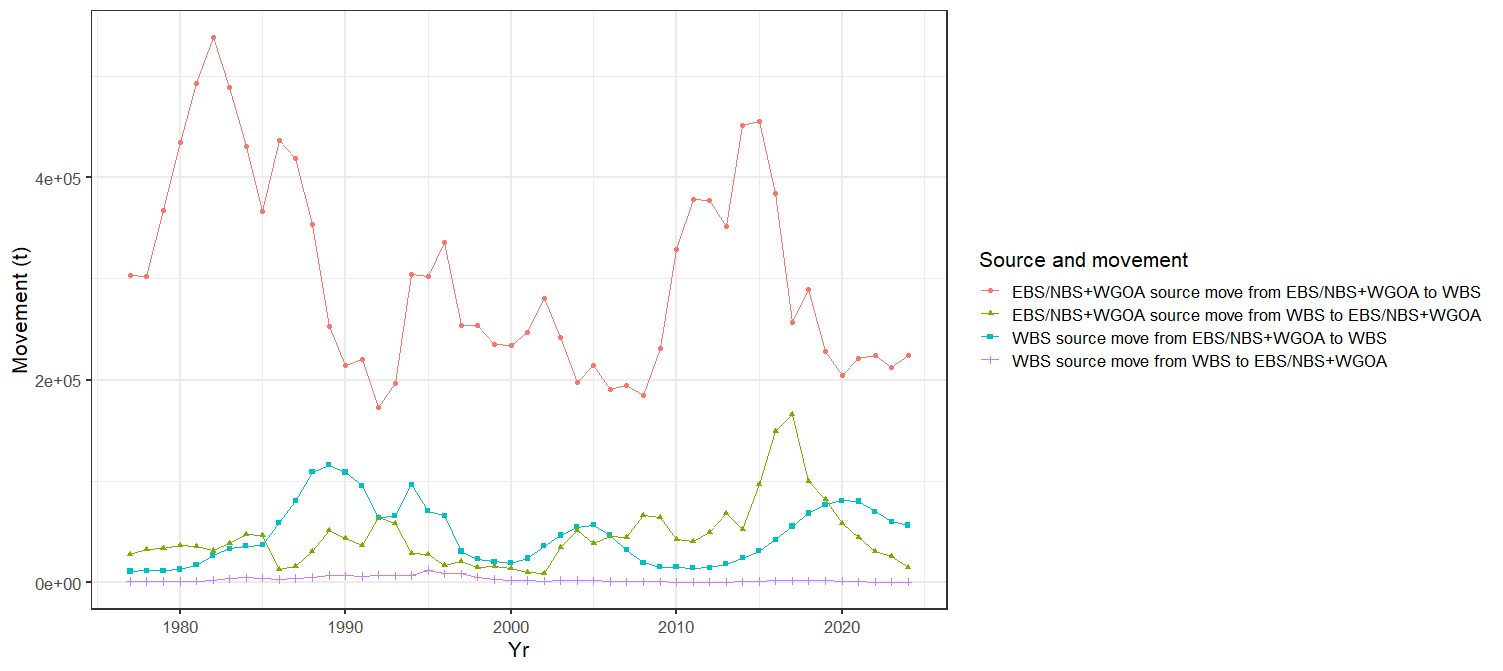 4e+05
2e+05
0e+00
Movement (t)
1980
1990
2000
2010
2020
Yr
Source and movement
EBS/NBS+WGOA source move from EBS/NBS+WGOA to WBS
EBS/NBS+WGOA source move from WBS to EBS/NBS+WGOA
WBS source move from EBS/NBS+WGOA to WBS
WBS source move from WBS to EBS/NBS+WGOA